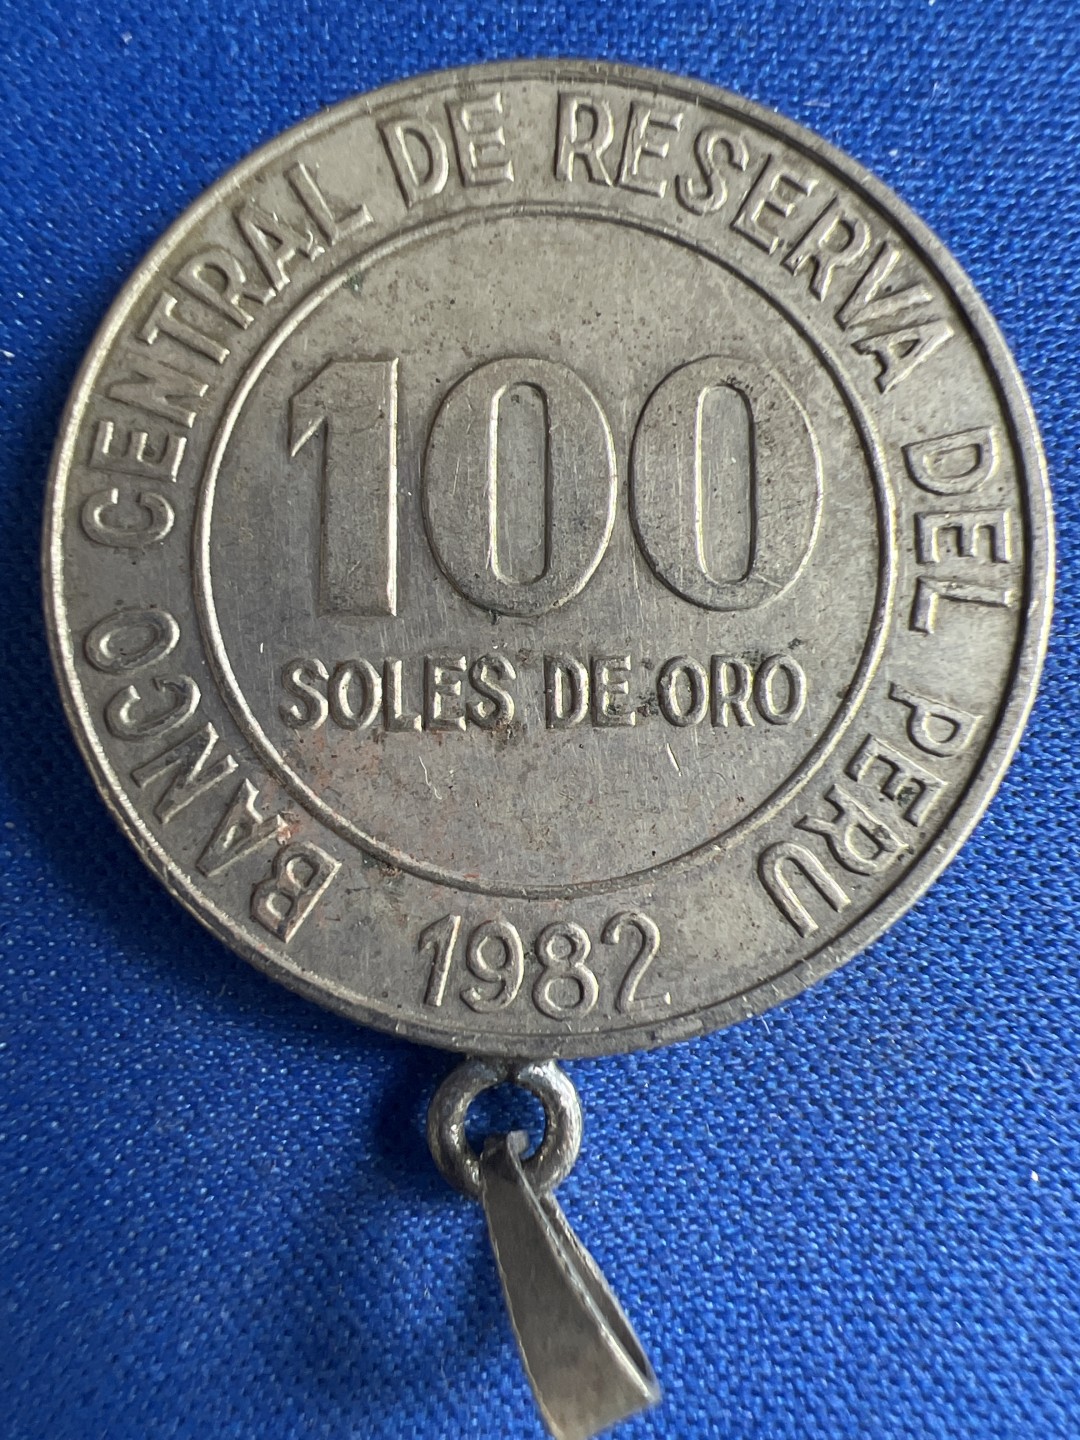 BANCO CENTRAL DE RESERVA DEL PERU
100
SOLES DE ORO
1982